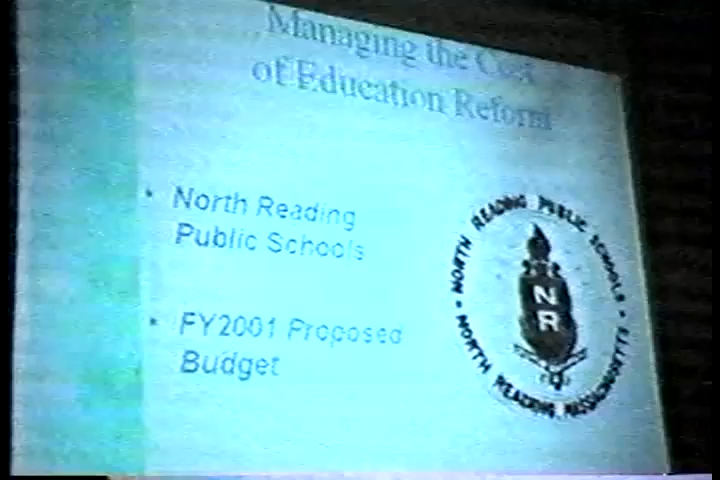 Managing the Cost
of Education Reform
• North Reading
Public Schools
• FY2001 Proposed
Budget
• NORTH READING PUBLIC SCHOOLS •
NORTH READING MASSACHUSETTS
N
R